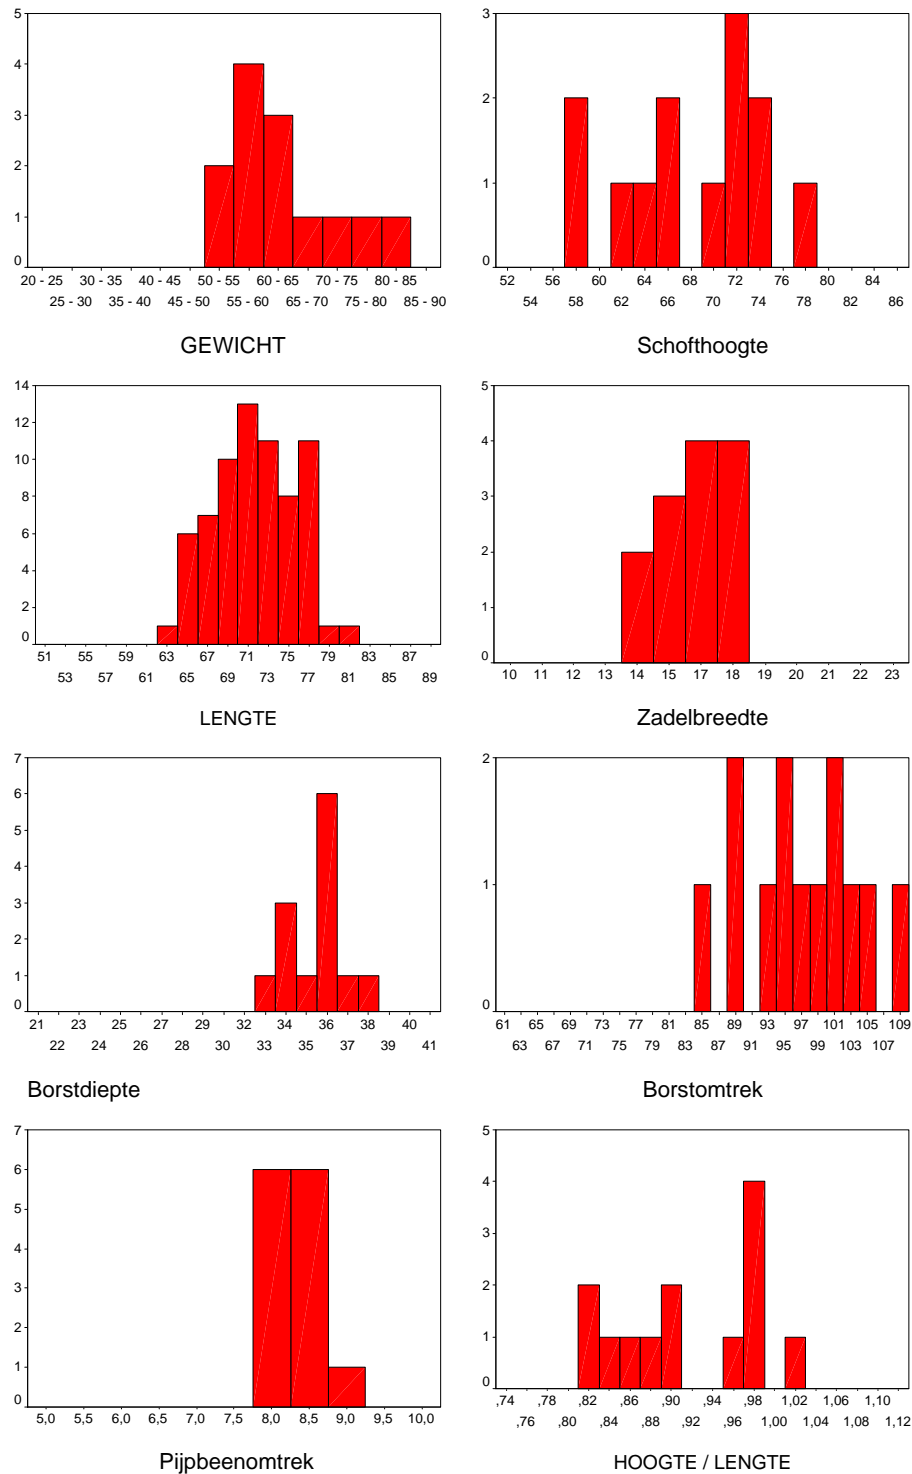 5
4
3
2
1
0
20 - 25 30 - 35 40 - 45 50 - 55 60 - 65 70 - 75 80 - 85
25 - 30 35 - 40 45 - 50 55 - 60 65 - 70 75 - 80 85 - 90
GEWICHT
3
2
1
0
52 56 60 64 68 72 76 80 84
54 58 62 66 70 74 78 82 86
Schofthoogte
14
12
10
8
6
4
2
0
51 55 59 63 67 71 75 79 83 87
53 57 61 65 69 73 77 81 85 89
LENGTE
5
4
3
2
1
0
10 11 12 13 14 15 16 17 18 19 20 21 22 23
Zadelbreedte
7
6
5
4
3
2
1
0
21 23 25 27 29 31 32 34 36 38 40
22 24 26 28 30 33 35 37 39 41
Borstdiepte
2
1
0
61 65 69 73 77 81 85 89 93 97 101 105 109
63 67 71 75 79 83 87 91 95 99 103 107
Borstomtrek
7
6
5
4
3
2
1
0
5,0 5,5 6,0 6,5 7,0 7,5 8,0 8,5 9,0 9,5 10,0
Pijpbeenomtrek
5
4
3
2
1
0
,74 ,78 ,82 ,86 ,90 ,94 ,98 1,02 1,06 1,10
,76 ,80 ,84 ,88 ,92 ,96 1,00 1,04 1,08 1,12
HOOGTE / LENGTE